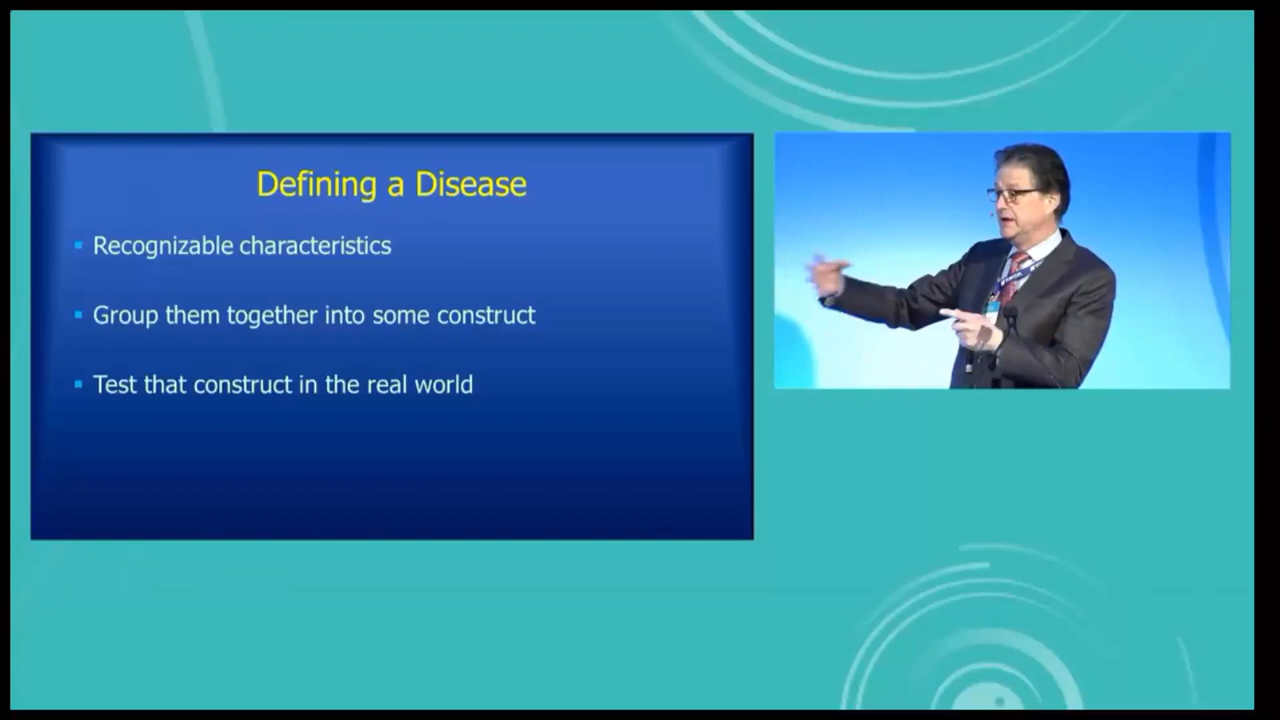 Defining a Disease
Recognizable characteristics
Group them together into some construct
Test that construct in the real world